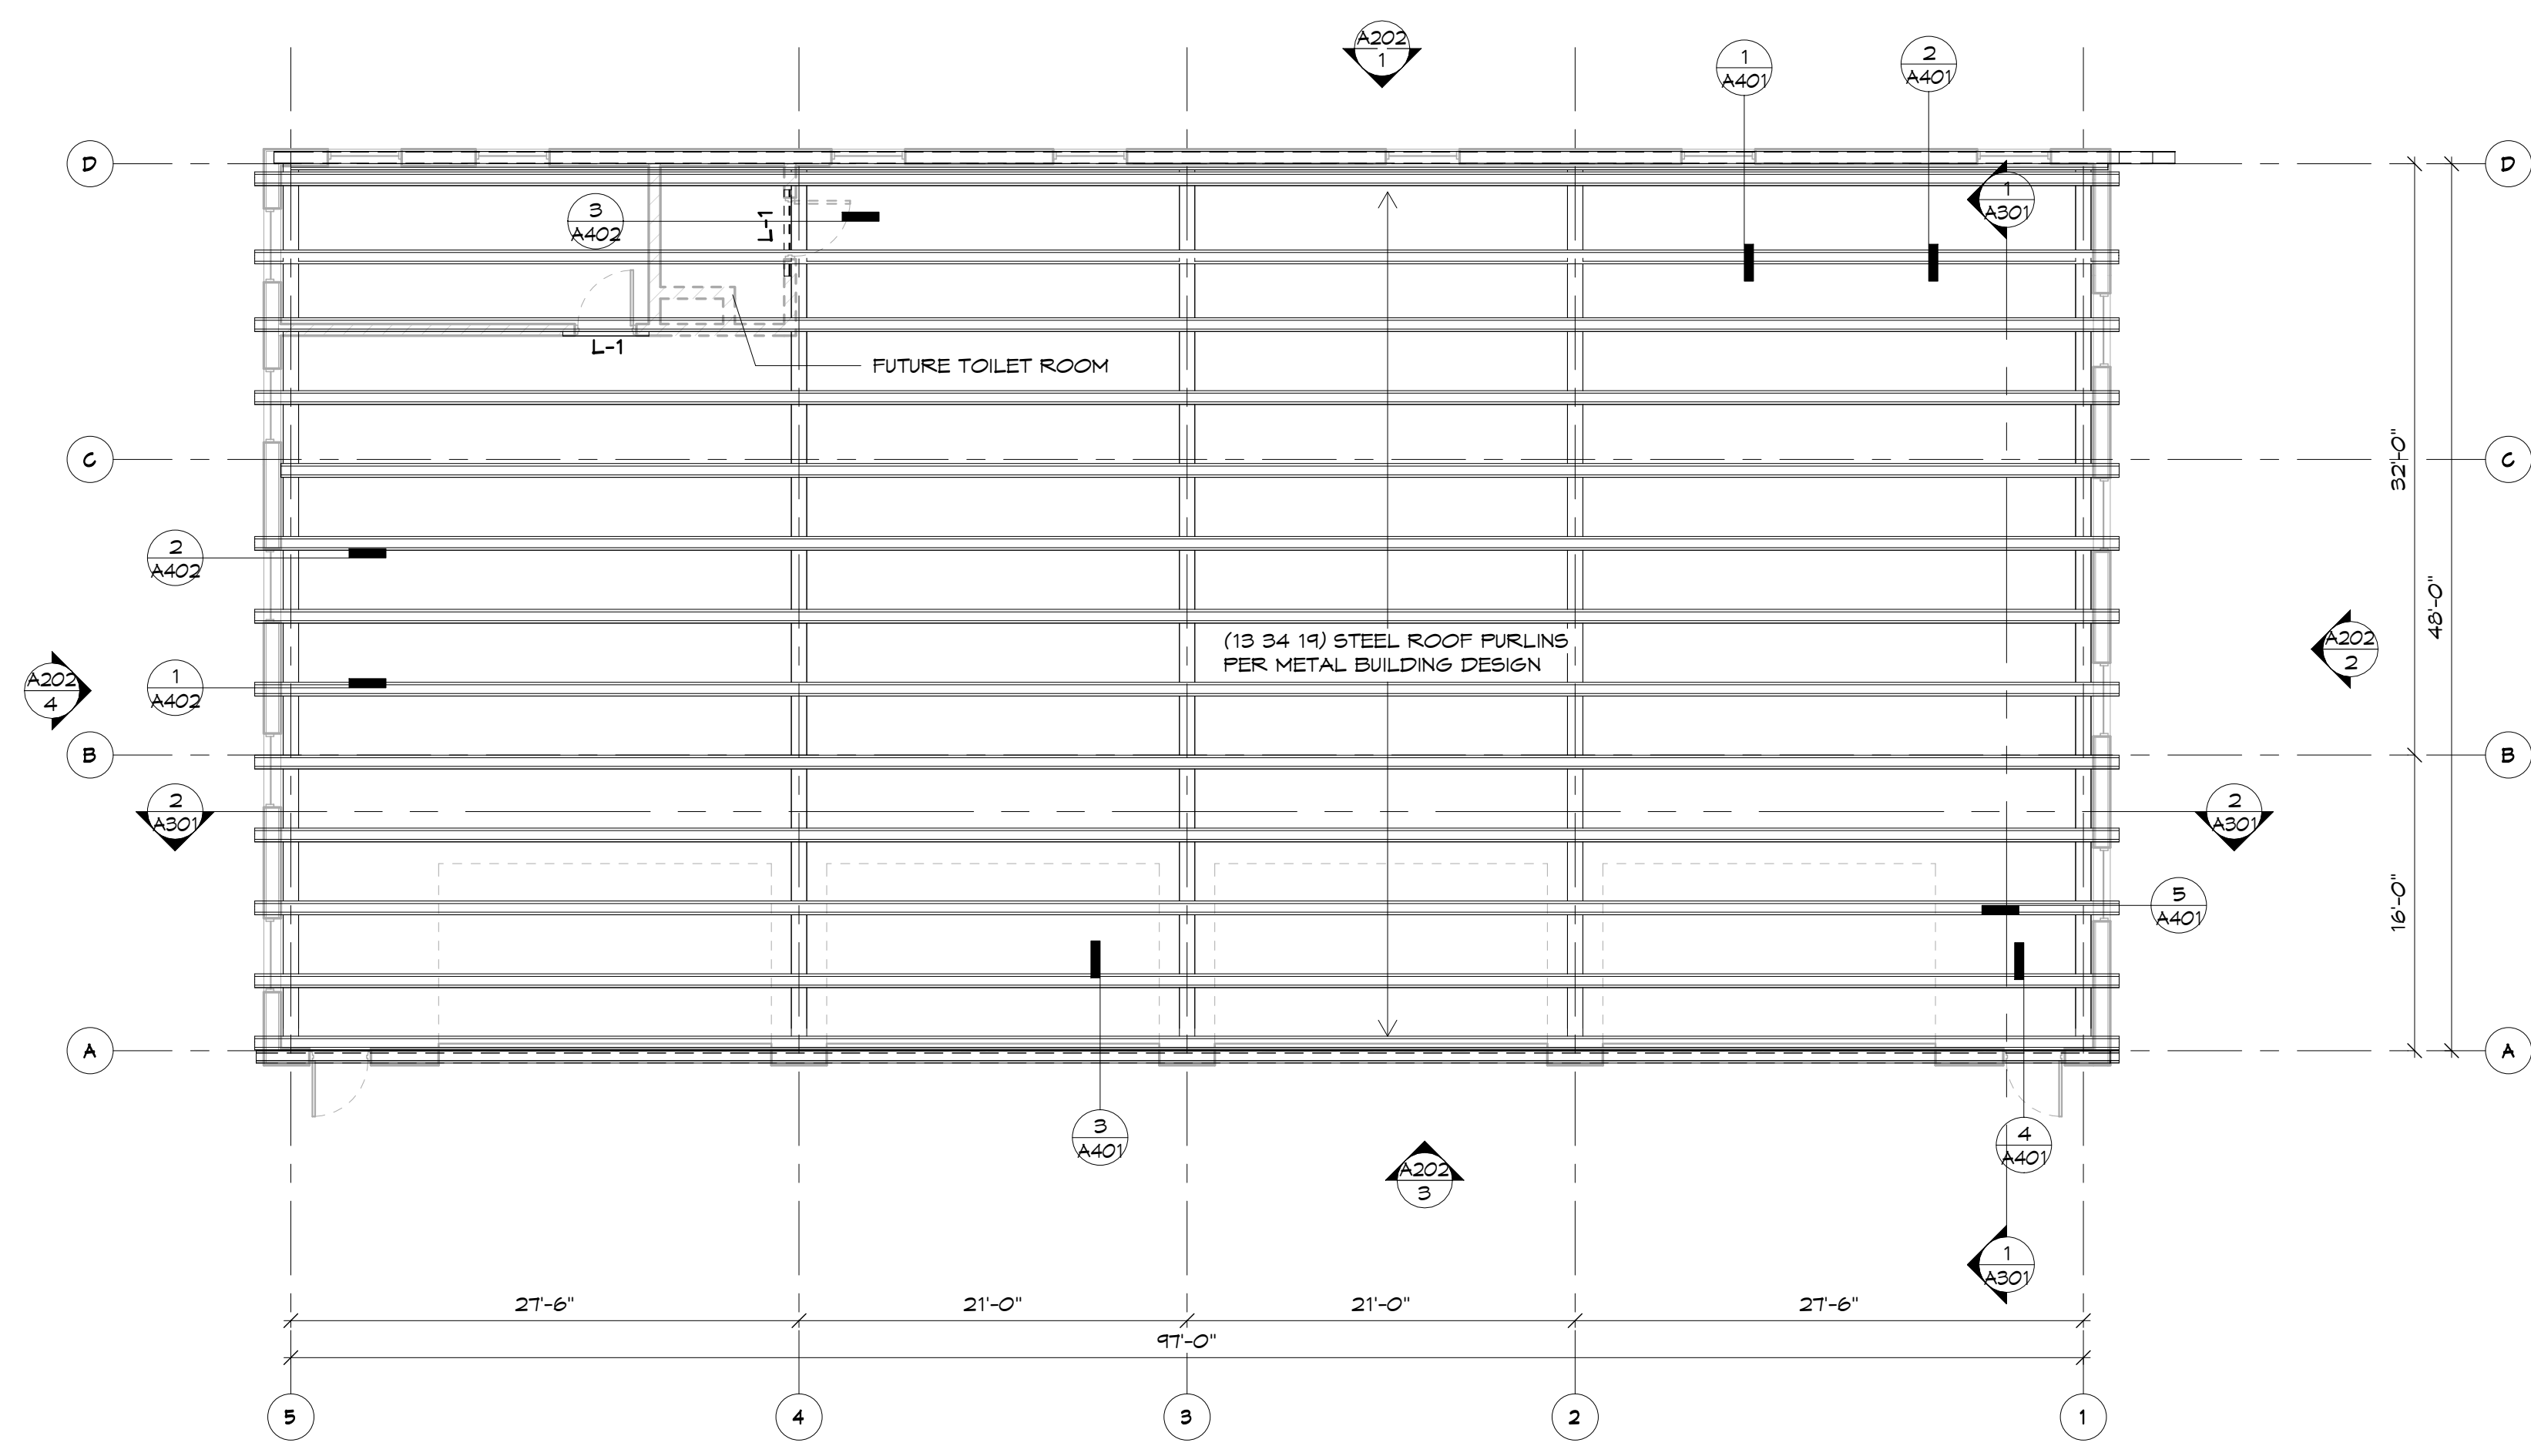 A202
1
1
A401
2
A401
D
D
1
A301
3
A402
L-1
L-1
FUTURE TOILET ROOM
C
C
32'-0"
48'-0"
2
A402
(13 34 19) STEEL ROOF PURLINS
PER METAL BUILDING DESIGN
A202
2
A202
4
1
A402
B
B
2
A301
2
A301
5
A401
16'-0"
A
A
3
A401
4
A401
A202
3
1
A301
27'-6"
21'-0"
21'-0"
27'-6"
97'-0"
5
4
3
2
1